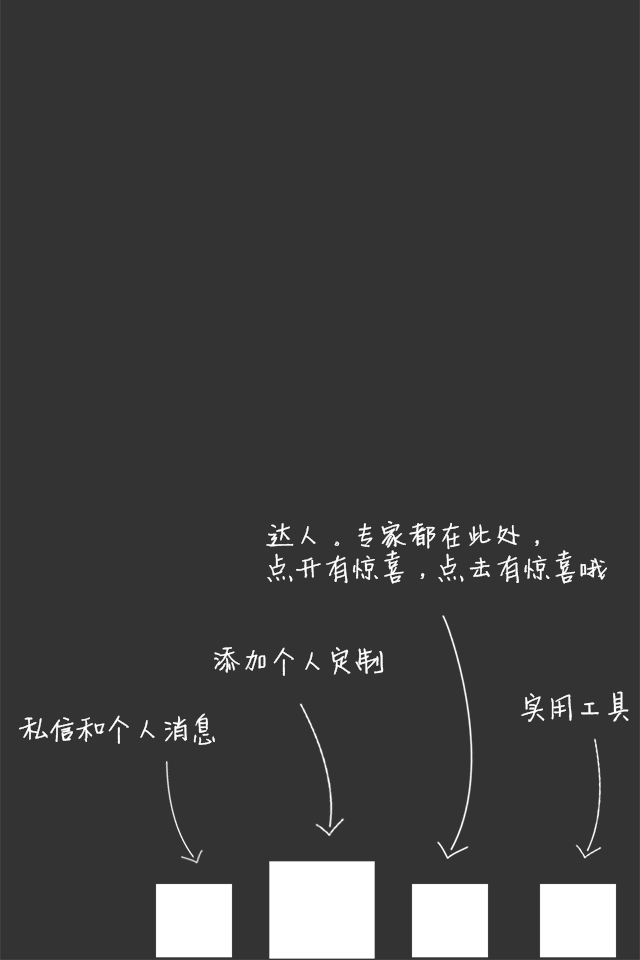 达人。专家都在此处，
点开有惊喜，点去有惊喜哦
添加个人定制
实用工具
私信和个人消息